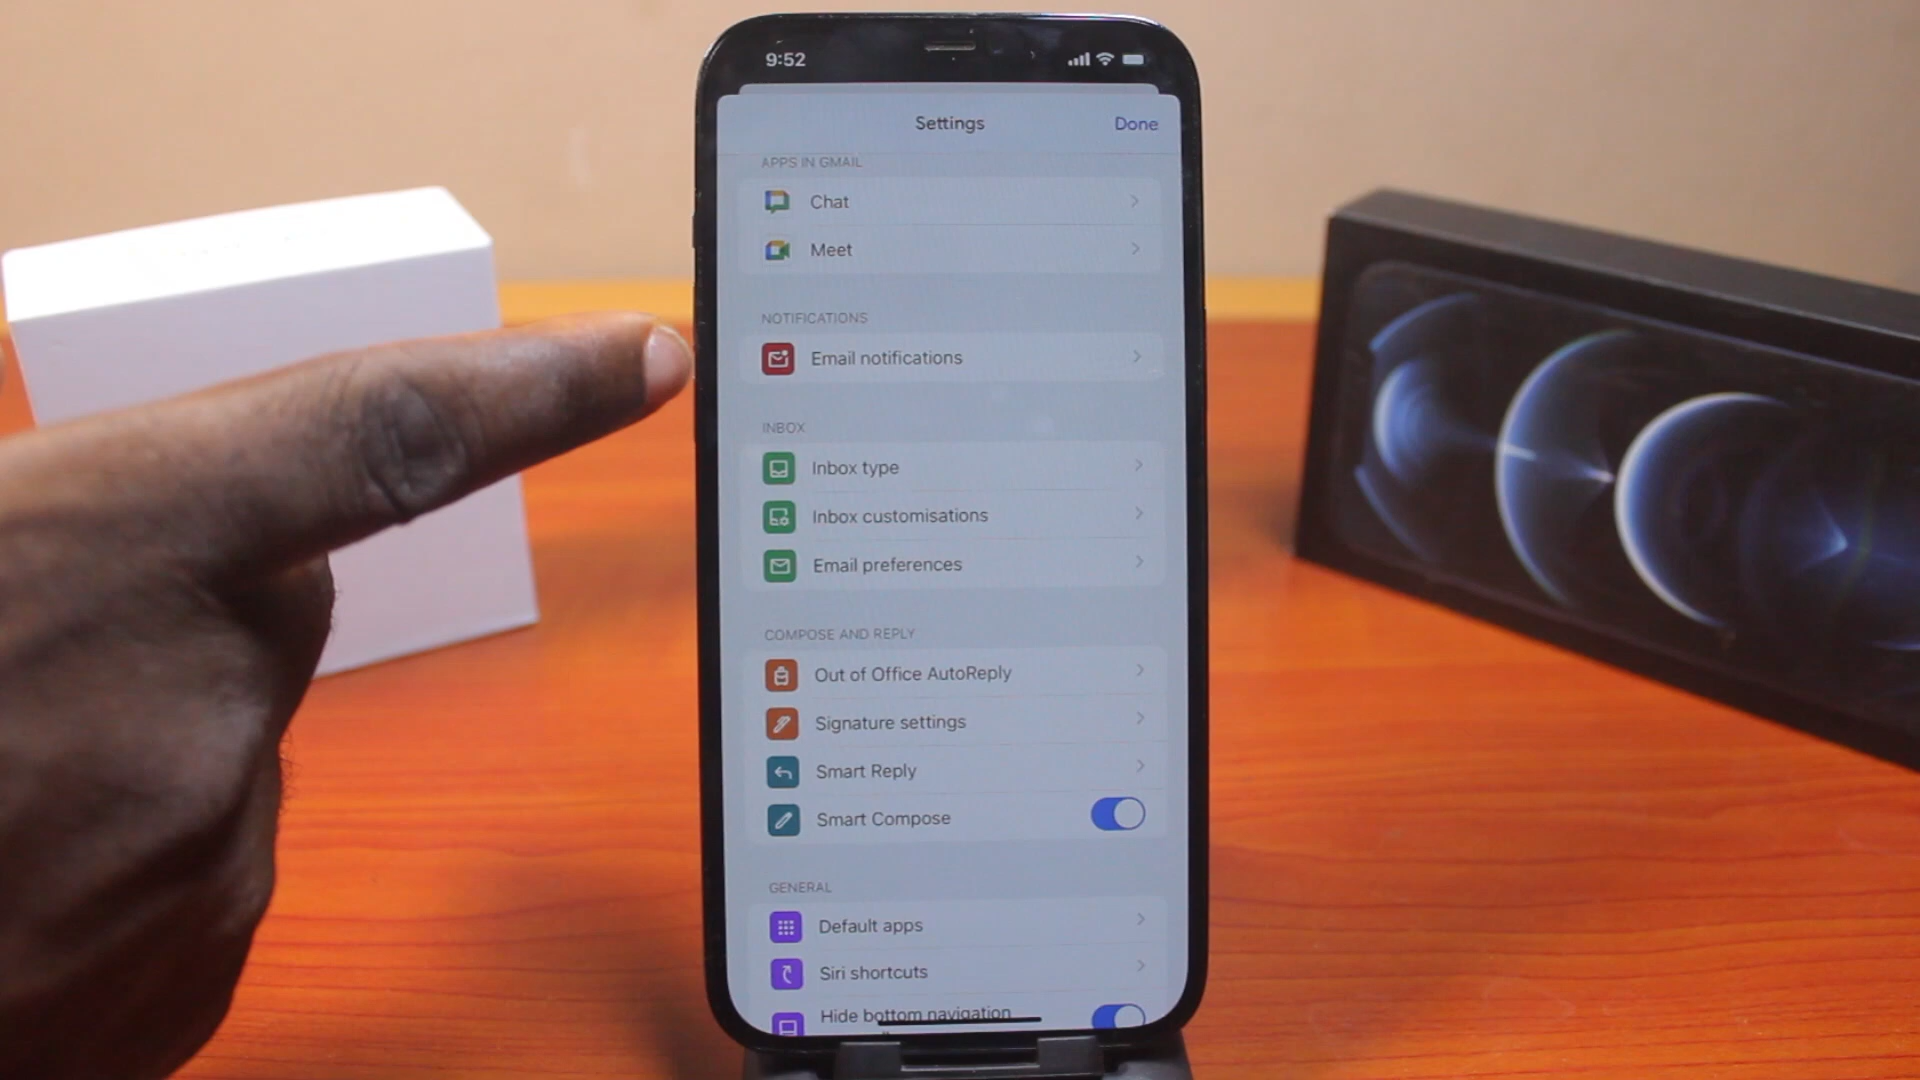 9:52
Settings
Done
APPS IN GMAIL
Chat
Meet
NOTIFICATIONS
Email notifications
INBOX
Inbox type
Inbox customisations
Email preferences
COMPOSE AND REPLY
Out of Office AutoReply
Signature settings
Smart Reply
Smart Compose
GENERAL
Default apps
Siri shortcuts
Hide bottom navigation